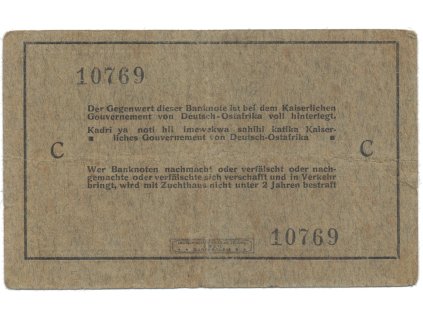 10769
Der Gegenwert dieser Banknote ist bei dem Kaiserlichen
Gouvernement von Deutsch-Ostafrika voll hinterlegt.
Kadri ya noti hii imewekwa sahihi katika Kaiser-
liches Gouvernement von Deutsch-Ostafrika
C C
Wer Banknoten nachmacht oder verfälscht oder nach-
gemachte oder verfälschte sich verschafft und in Verkehr
bringt, wird mit Zuchthaus nicht unter 2 Jahren bestraft
10769